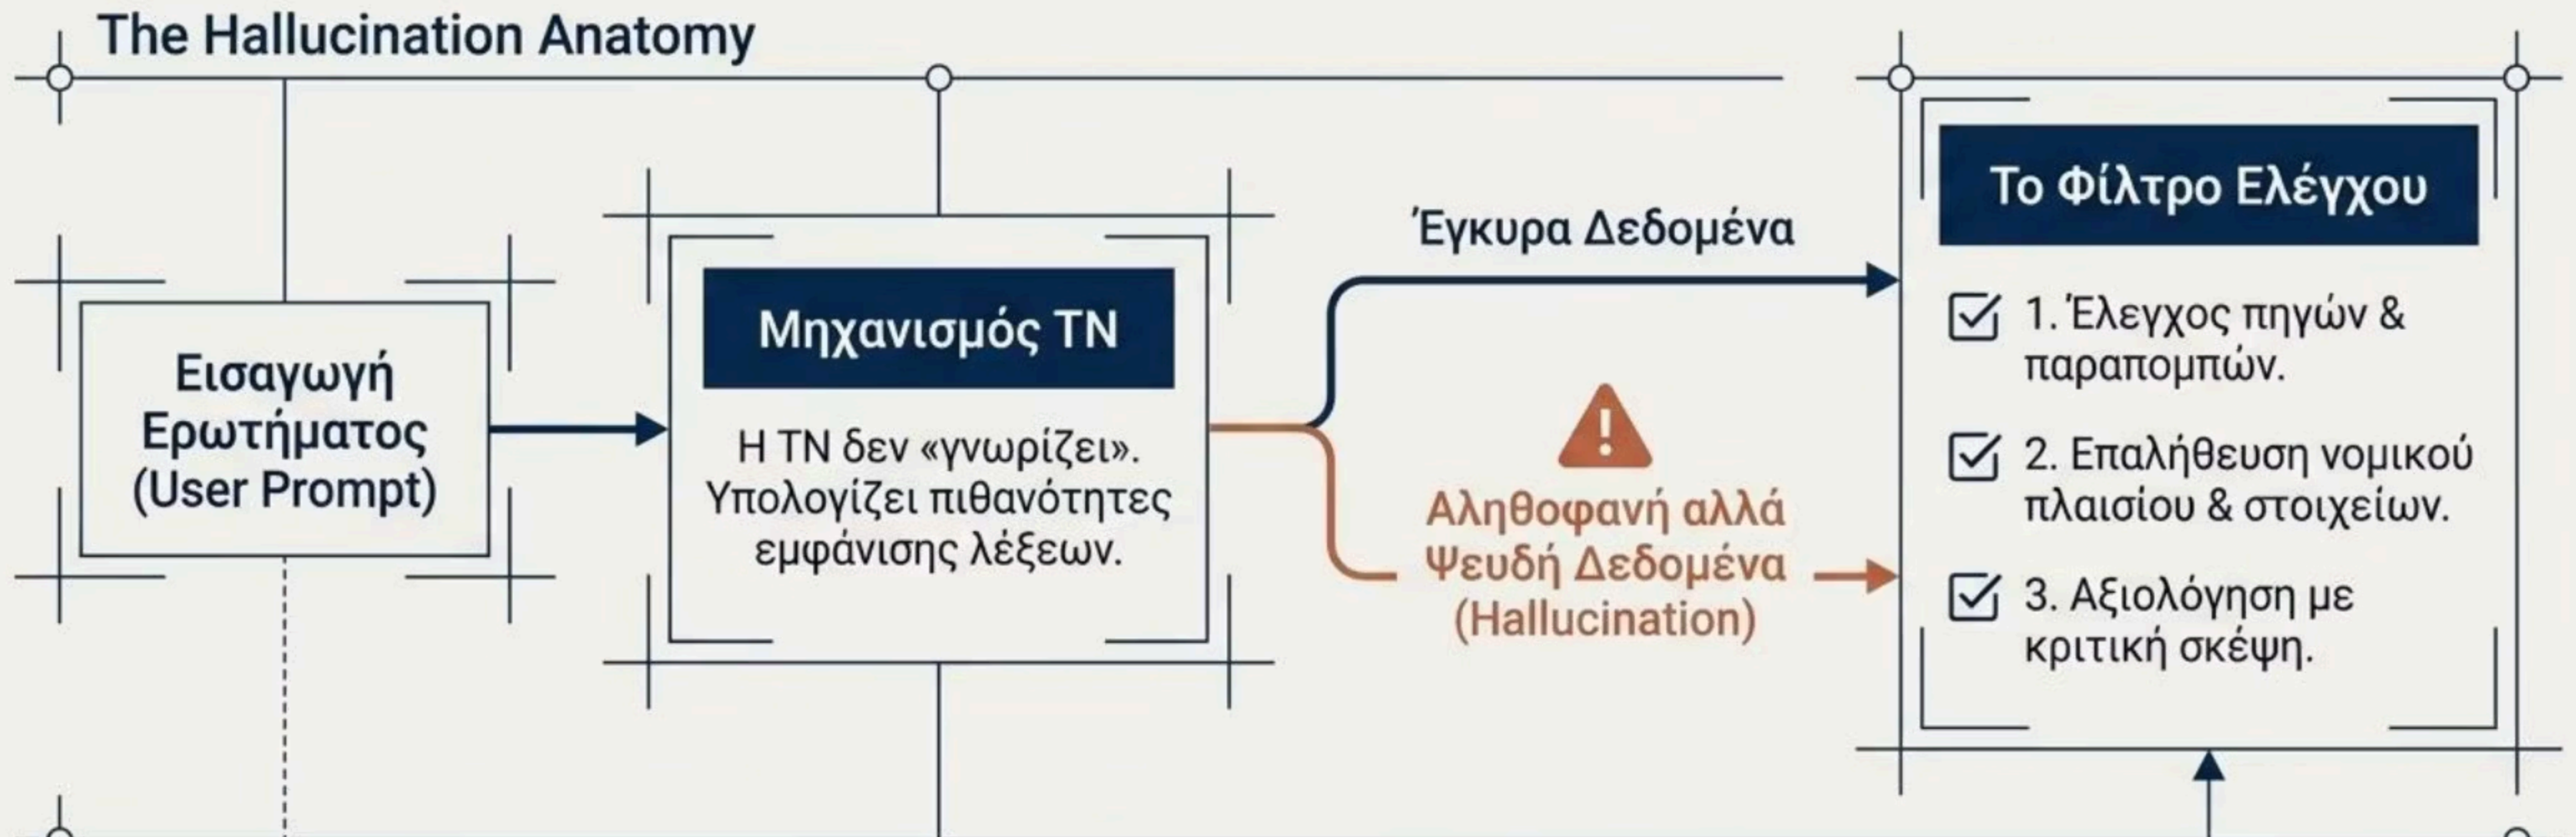 The Hallucination Anatomy
Εισαγωγή
Ερωτήματος
(User Prompt)
Μηχανισμός ΤΝ
Η ΤΝ δεν «γνωρίζει».
Υπολογίζει πιθανότητες
εμφάνισης λέξεων.
Έγκυρα Δεδομένα
Αληθοφανή αλλά
Ψευδή Δεδομένα
(Hallucination)
Το Φίλτρο Ελέγχου
1. Έλεγχος πηγών &
παραπομπών.
2. Επαλήθευση νομικού
πλαισίου & στοιχείων.
3. Αξιολόγηση με
κριτική σκέψη.